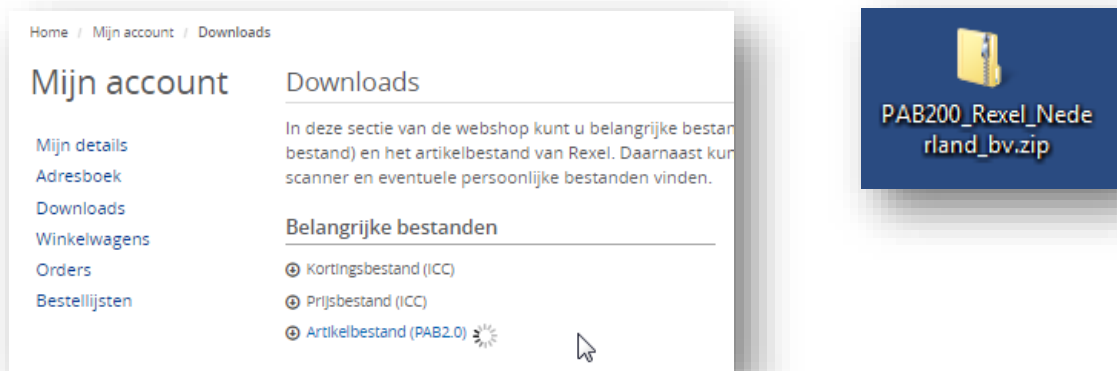 Home / Mijn account / Downloads
Mijn account
Mijn details
Adresboek
Downloads
Winkelwagens
Orders
Bestellijsten
Downloads
In deze sectie van de webshop kunt u belangrijke bestan
bestand) en het artikelbestand van Rexel. Daarnaast kun
scanner en eventuele persoonlijke bestanden vinden.
Belangrijke bestanden
Kortingsbestand (ICC)
Prijsbestand (ICC)
Artikelbestand (PAB2.0)
PAB200_Rexel_Nede
rland_bv.zip